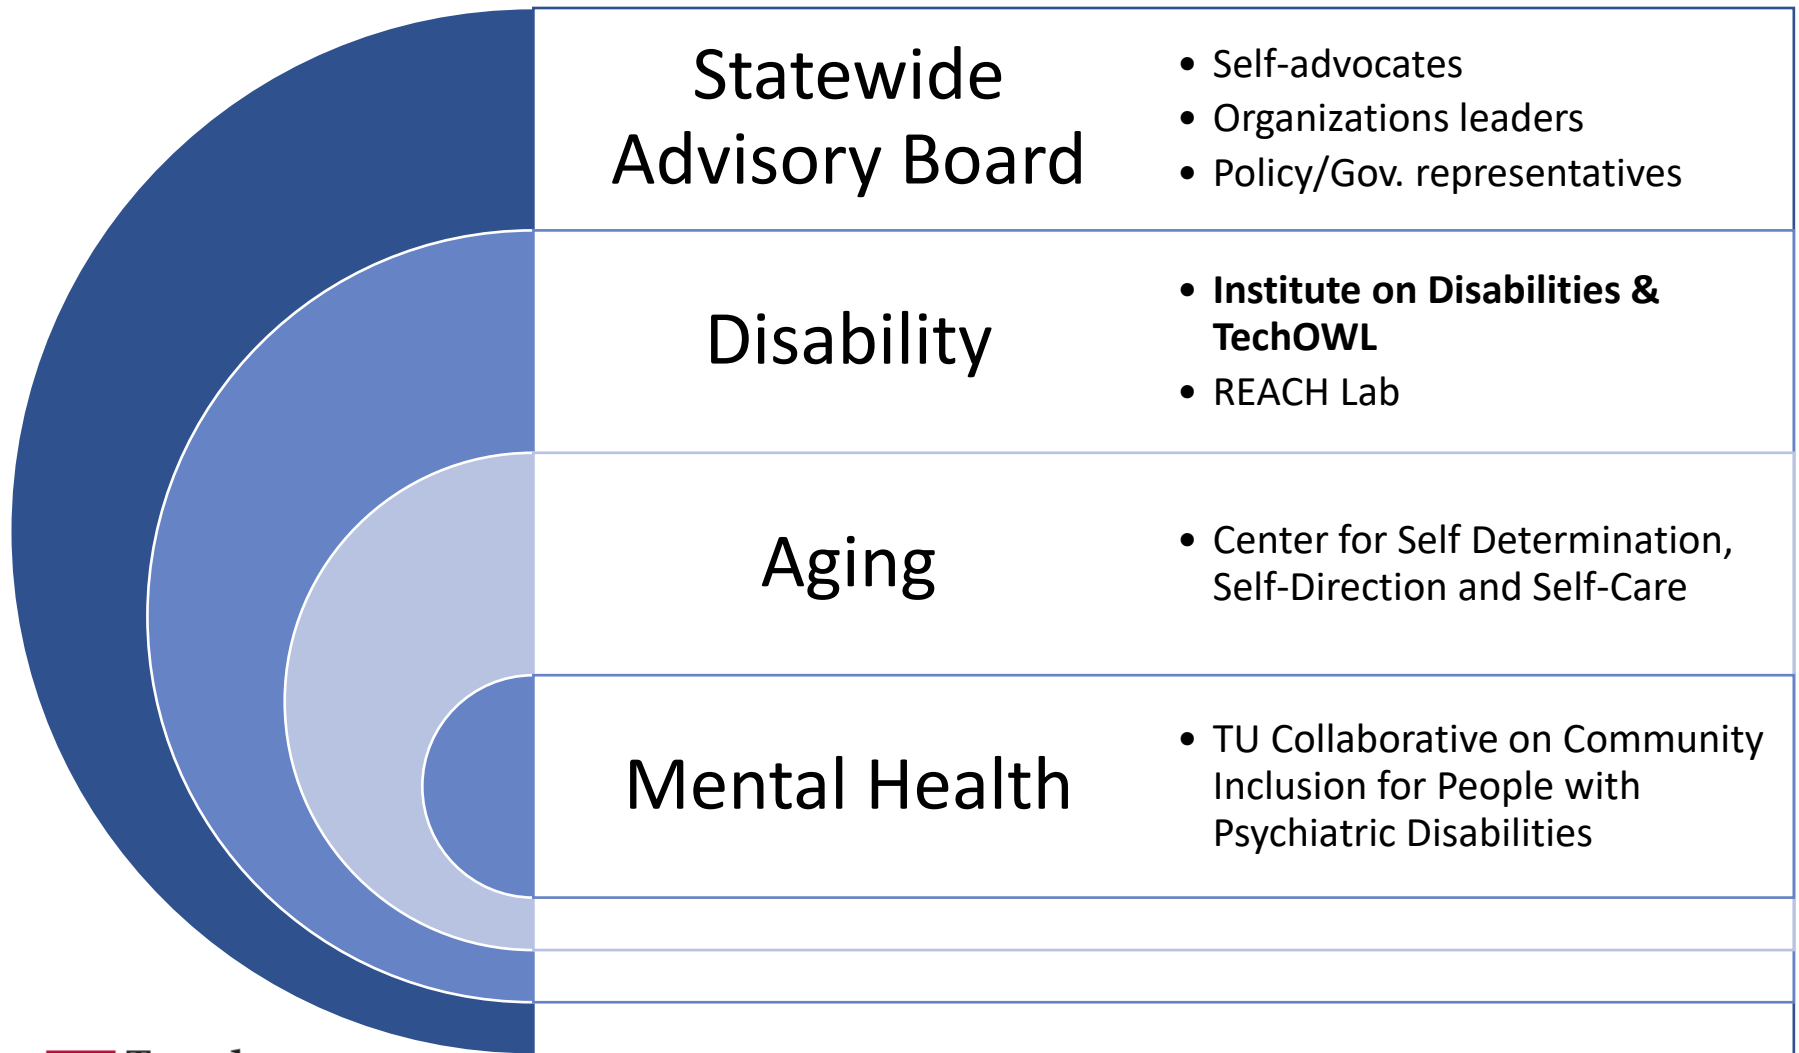 Statewide
Advisory Board
• Self-advocates
• Organizations leaders
• Policy/Gov. representatives
Disability
• Institute on Disabilities &
TechOWL
• REACH Lab
Aging
• Center for Self Determination,
Self-Direction and Self-Care
Mental Health
• TU Collaborative on Community
Inclusion for People with
Psychiatric Disabilities